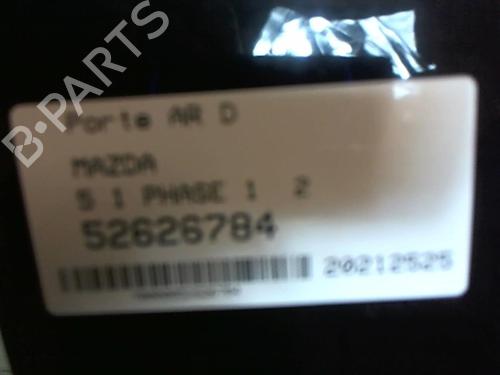 B-PARTS
Porte AR D
MAZDA
5 1 PHASE 1 2
52626784
20212525